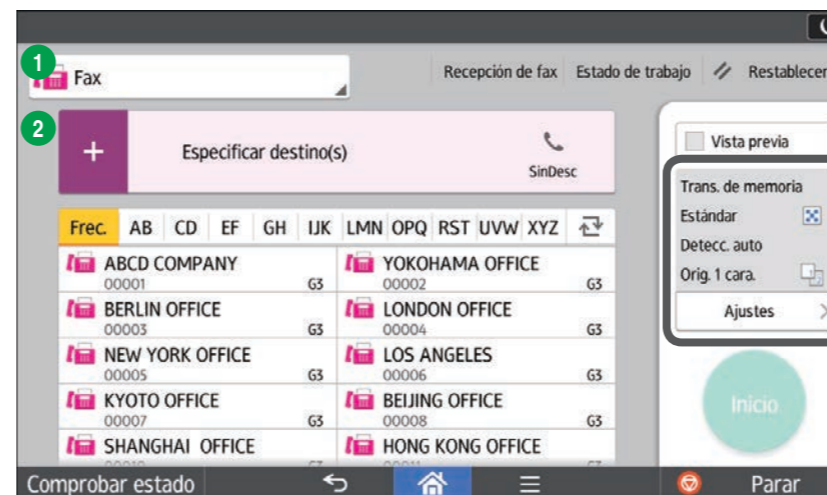 1 Fax Recepción de fax Estado de trabajo Restablecer
2 + Especificar destino(s) SinDesc
Vista previa
Trans. de memoria
Estándar
Detecc. auto
Orig. 1 cara.
Ajustes
Inicio
Frec. AB CD EF GH IJK LMN OPQ RST UVW XYZ
ABCD COMPANY YOKOHAMA OFFICE
00001 G3 00002 G3
BERLIN OFFICE LONDON OFFICE
00003 G3 00004 G3
NEW YORK OFFICE LOS ANGELES
00005 G3 00006 G3
KYOTO OFFICE BEIJING OFFICE
00007 G3 00008 G3
SHANGHAI OFFICE HONG KONG OFFICE
Comprobar estado Parar